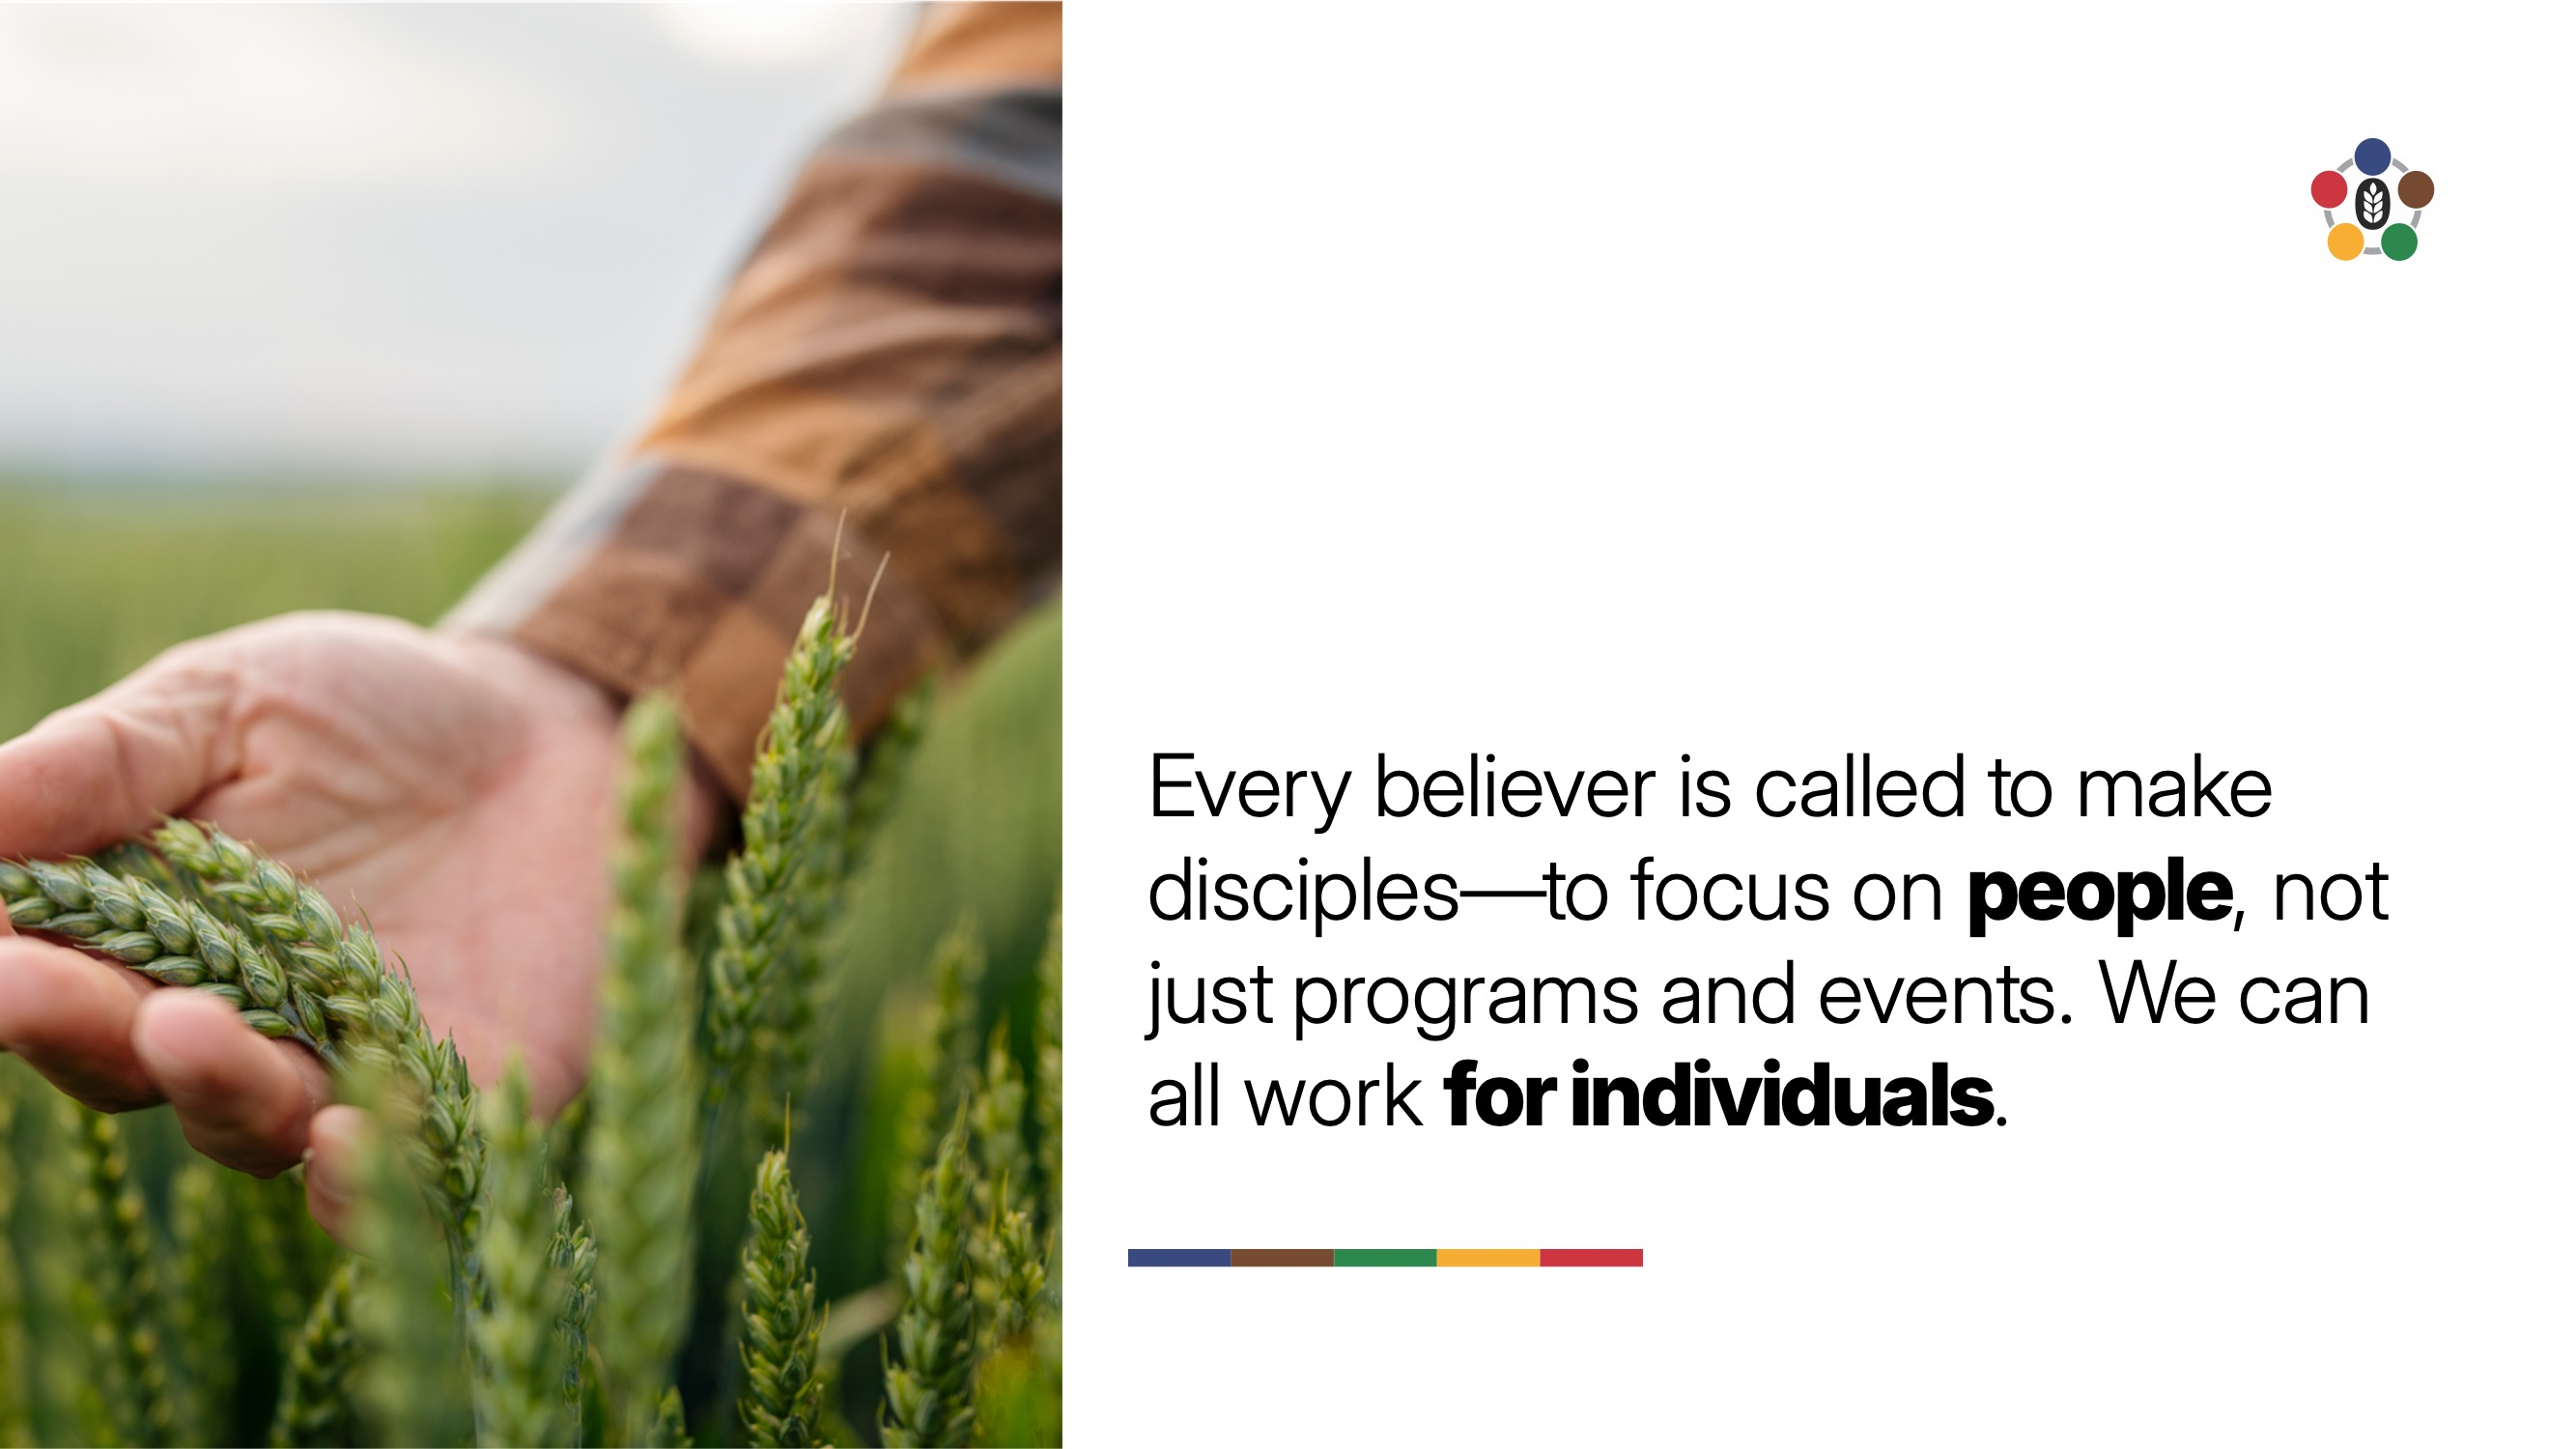 Every believer is called to make
disciples—to focus on people, not
just programs and events. We can
all work for individuals.